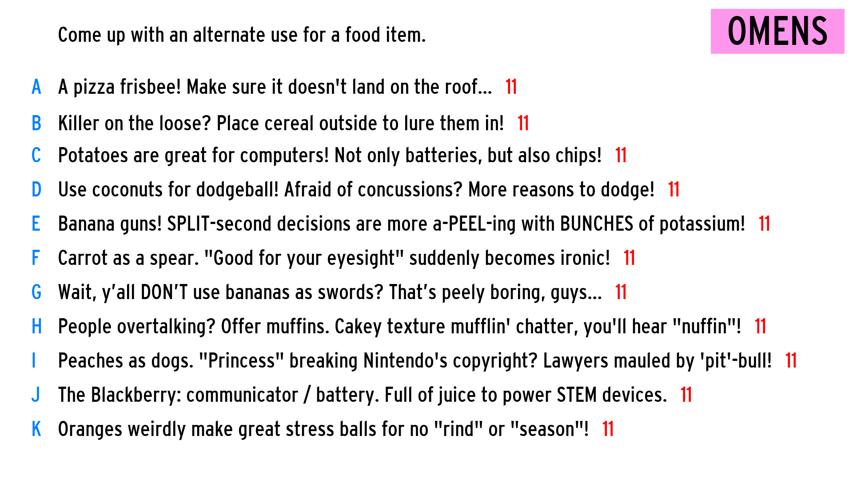 Come up with an alternate use for a food item.
OMENS
A A pizza frisbee! Make sure it doesn't land on the roof... 11
B Killer on the loose? Place cereal outside to lure them in! 11
C Potatoes are great for computers! Not only batteries, but also chips! 11
D Use coconuts for dodgeball! Afraid of concussions? More reasons to dodge! 11
E Banana guns! SPLIT-second decisions are more a-PEEL-ing with BUNCHES of potassium! 11
F Carrot as a spear. "Good for your eyesight" suddenly becomes ironic! 11
G Wait, y’all DON’T use bananas as swords? That’s peely boring, guys... 11
H People overtalking? Offer muffins. Cakey texture mufflin' chatter, you'll hear "nuffin"! 11
I Peaches as dogs. "Princess" breaking Nintendo's copyright? Lawyers mauled by 'pit'-bull! 11
J The Blackberry: communicator / battery. Full of juice to power STEM devices. 11
K Oranges weirdly make great stress balls for no "rind" or "season"! 11